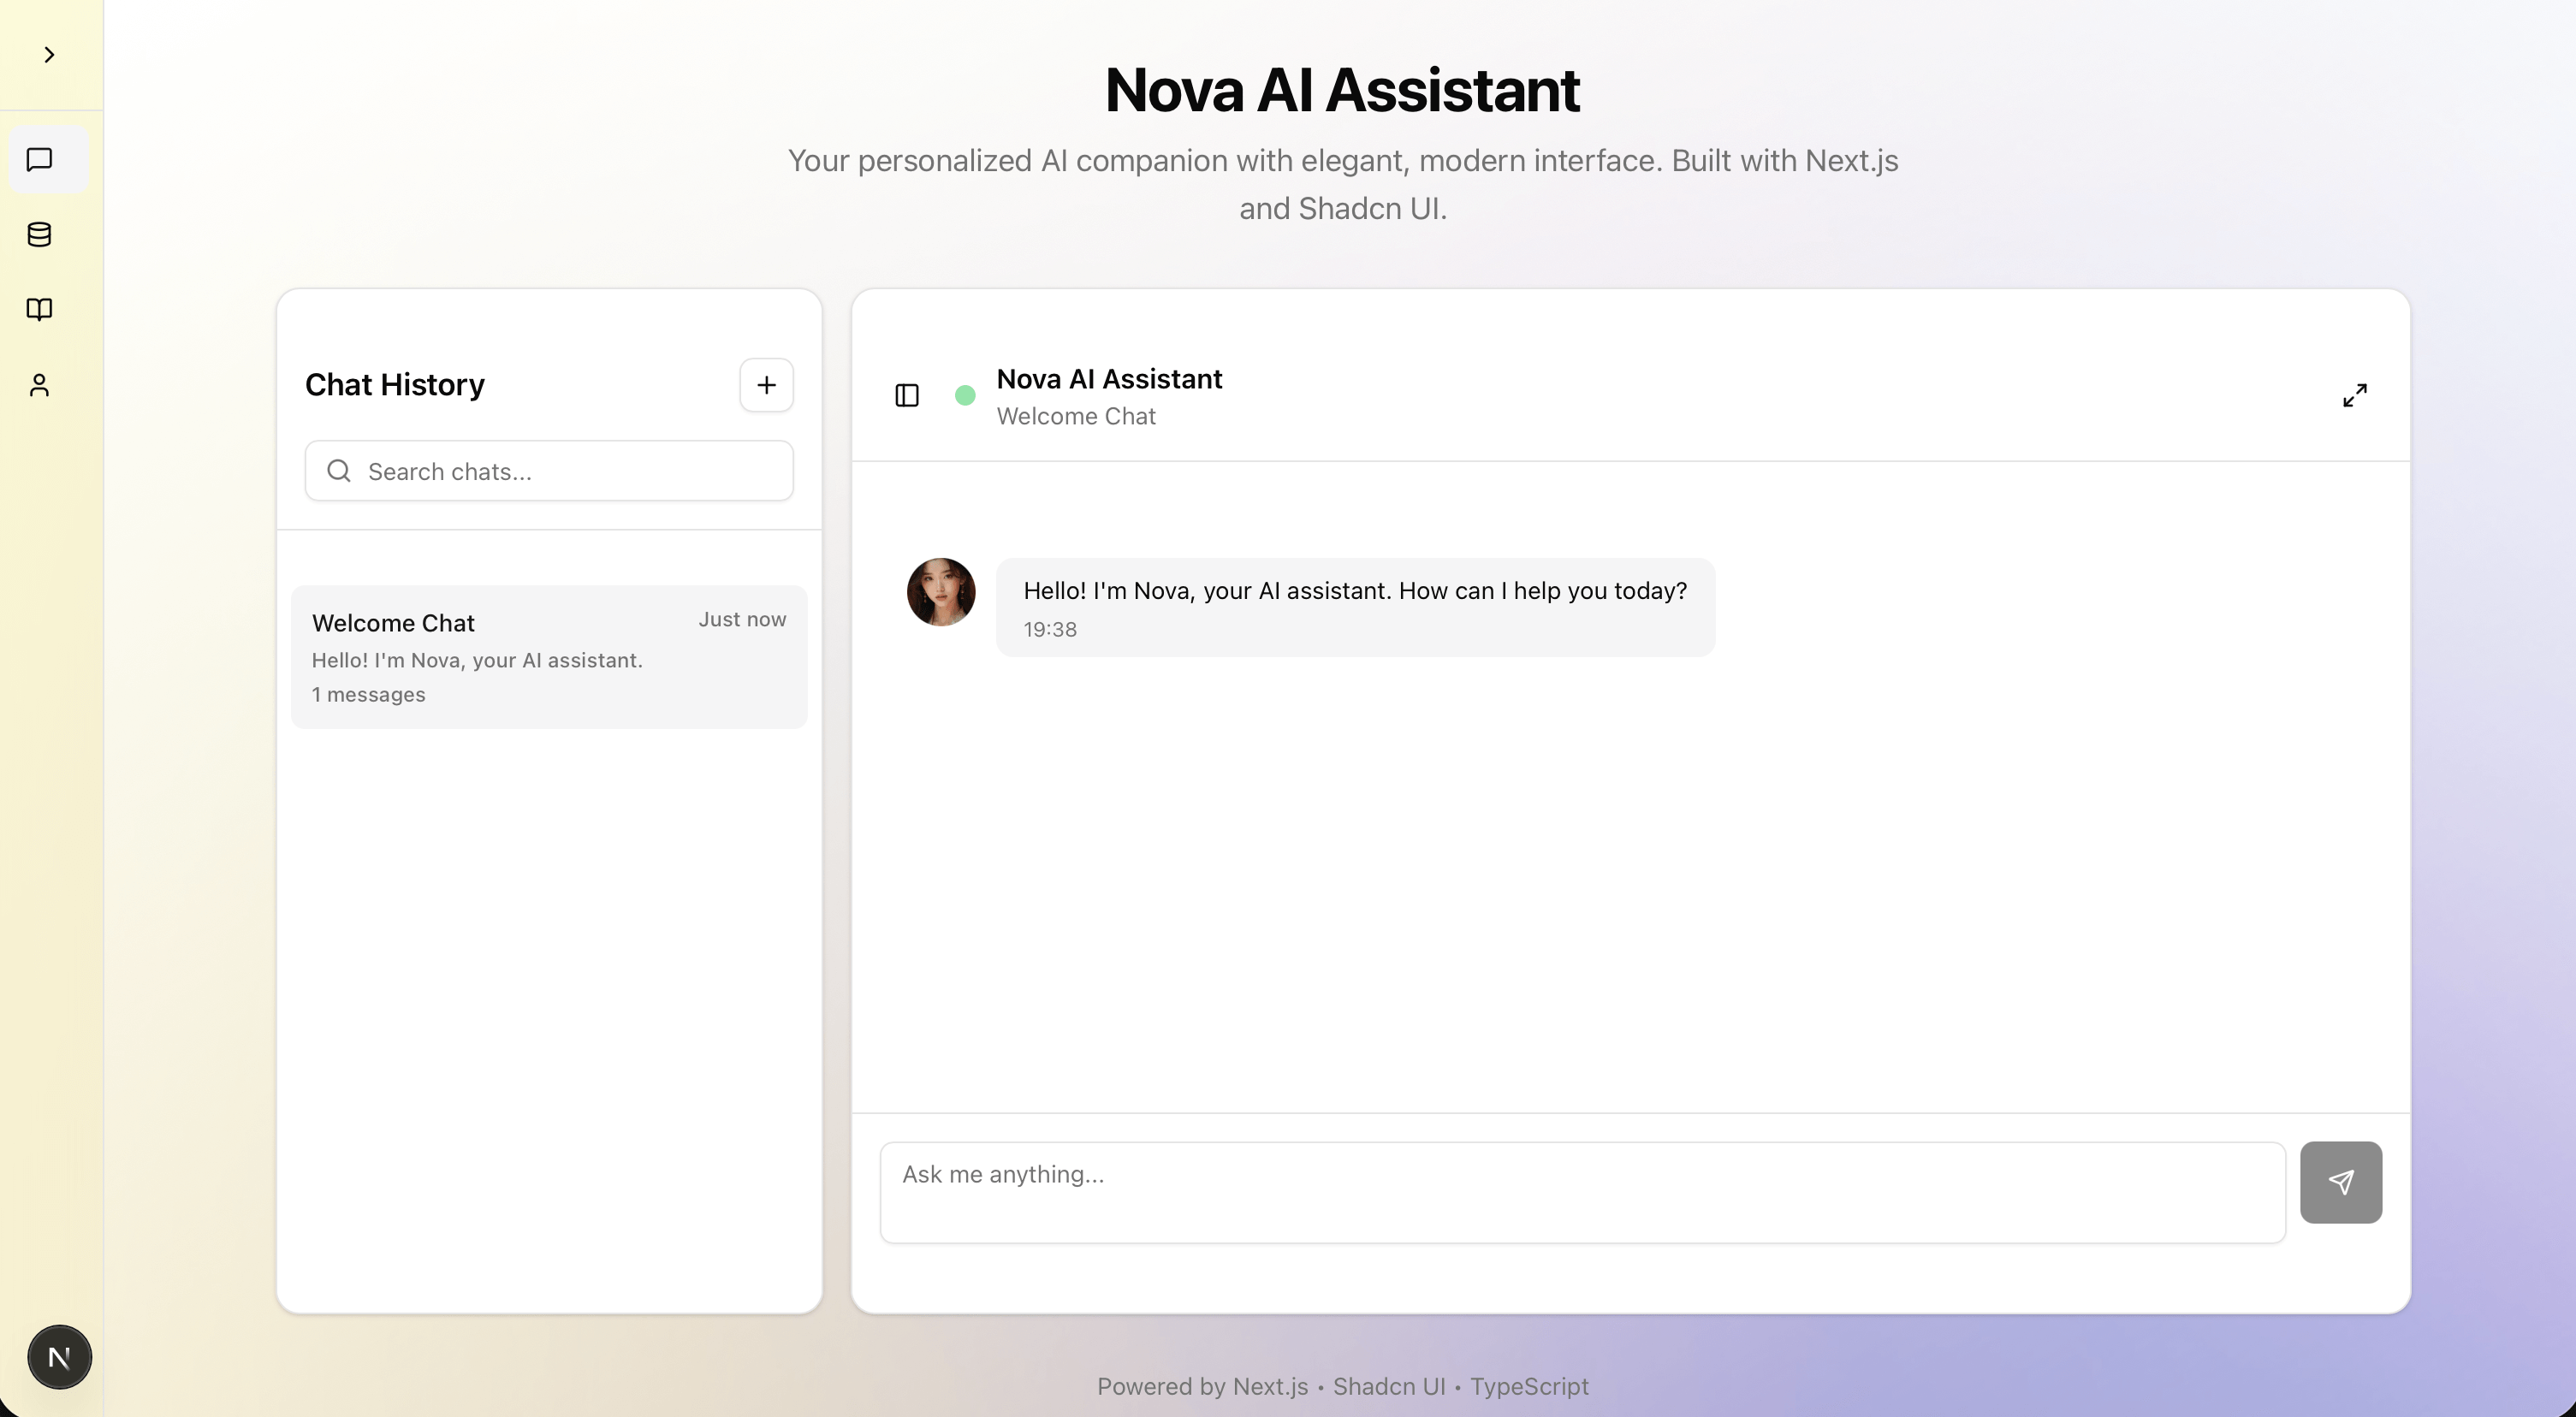 Nova AI Assistant
Your personalized AI companion with elegant, modern interface. Built with Next.js
and Shadcn UI.
Chat History
Search chats...
Welcome Chat
Just now
Hello! I'm Nova, your AI assistant.
1 messages
Nova AI Assistant
Welcome Chat
Hello! I'm Nova, your AI assistant. How can I help you today?
19:38
Ask me anything...
N
Powered by Next.js • Shadcn UI • TypeScript